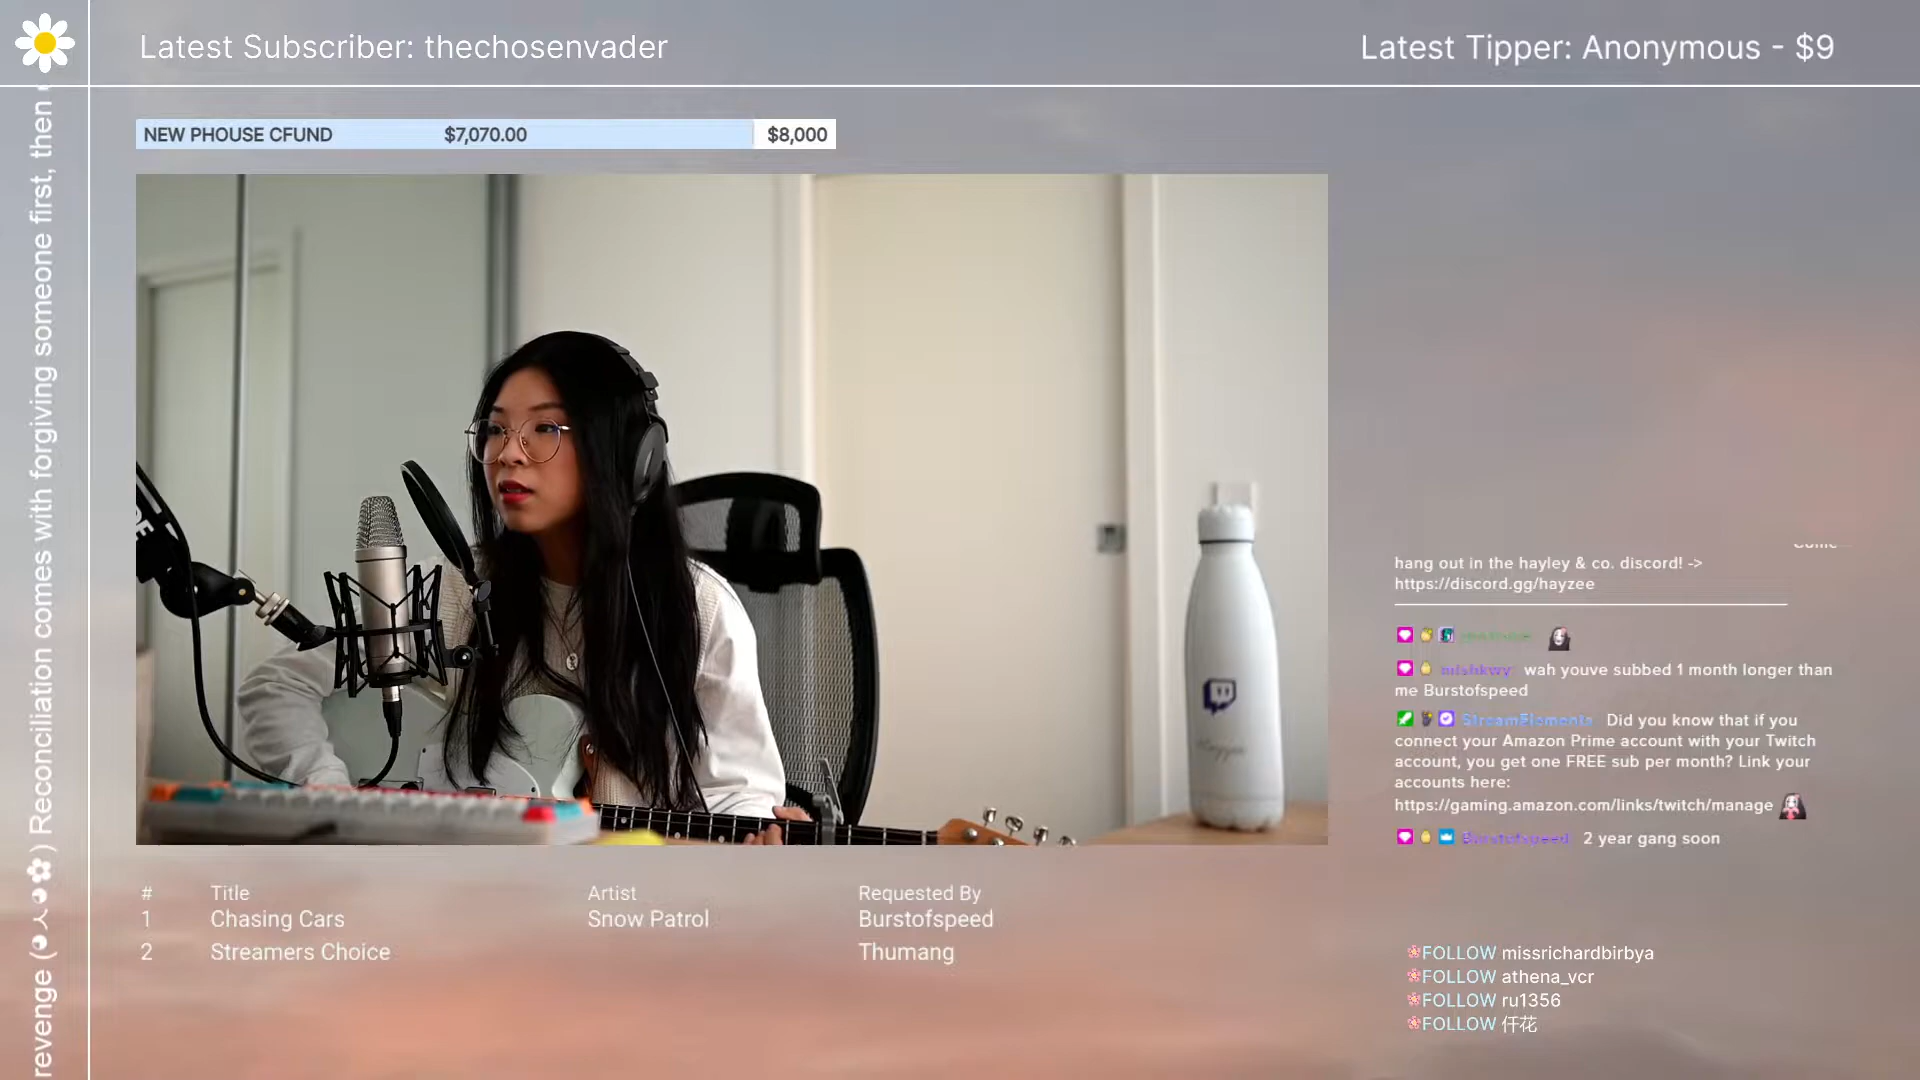 Latest Subscriber: thechosenvader
Latest Tipper: Anonymous - $9
revenge (◕⋏◕✿) Reconciliation comes with forgiving someone first, then
NEW PHOUSE CFUND $7,070.00 $8,000
hang out in the hayley & co. discord! ->
https://discord.gg/hayzee
mishkwy wah youve subbed 1 month longer than
me Burstofspeed
StreamElements Did you know that if you
connect your Amazon Prime account with your Twitch
account, you get one FREE sub per month? Link your
accounts here:
https://gaming.amazon.com/links/twitch/manage
Burstofspeed 2 year gang soon
# Title Artist Requested By
1 Chasing Cars Snow Patrol Burstofspeed
2 Streamers Choice Thumang
FOLLOW missrichardbirbya
FOLLOW athena_vcr
FOLLOW ru1356
FOLLOW 仟花